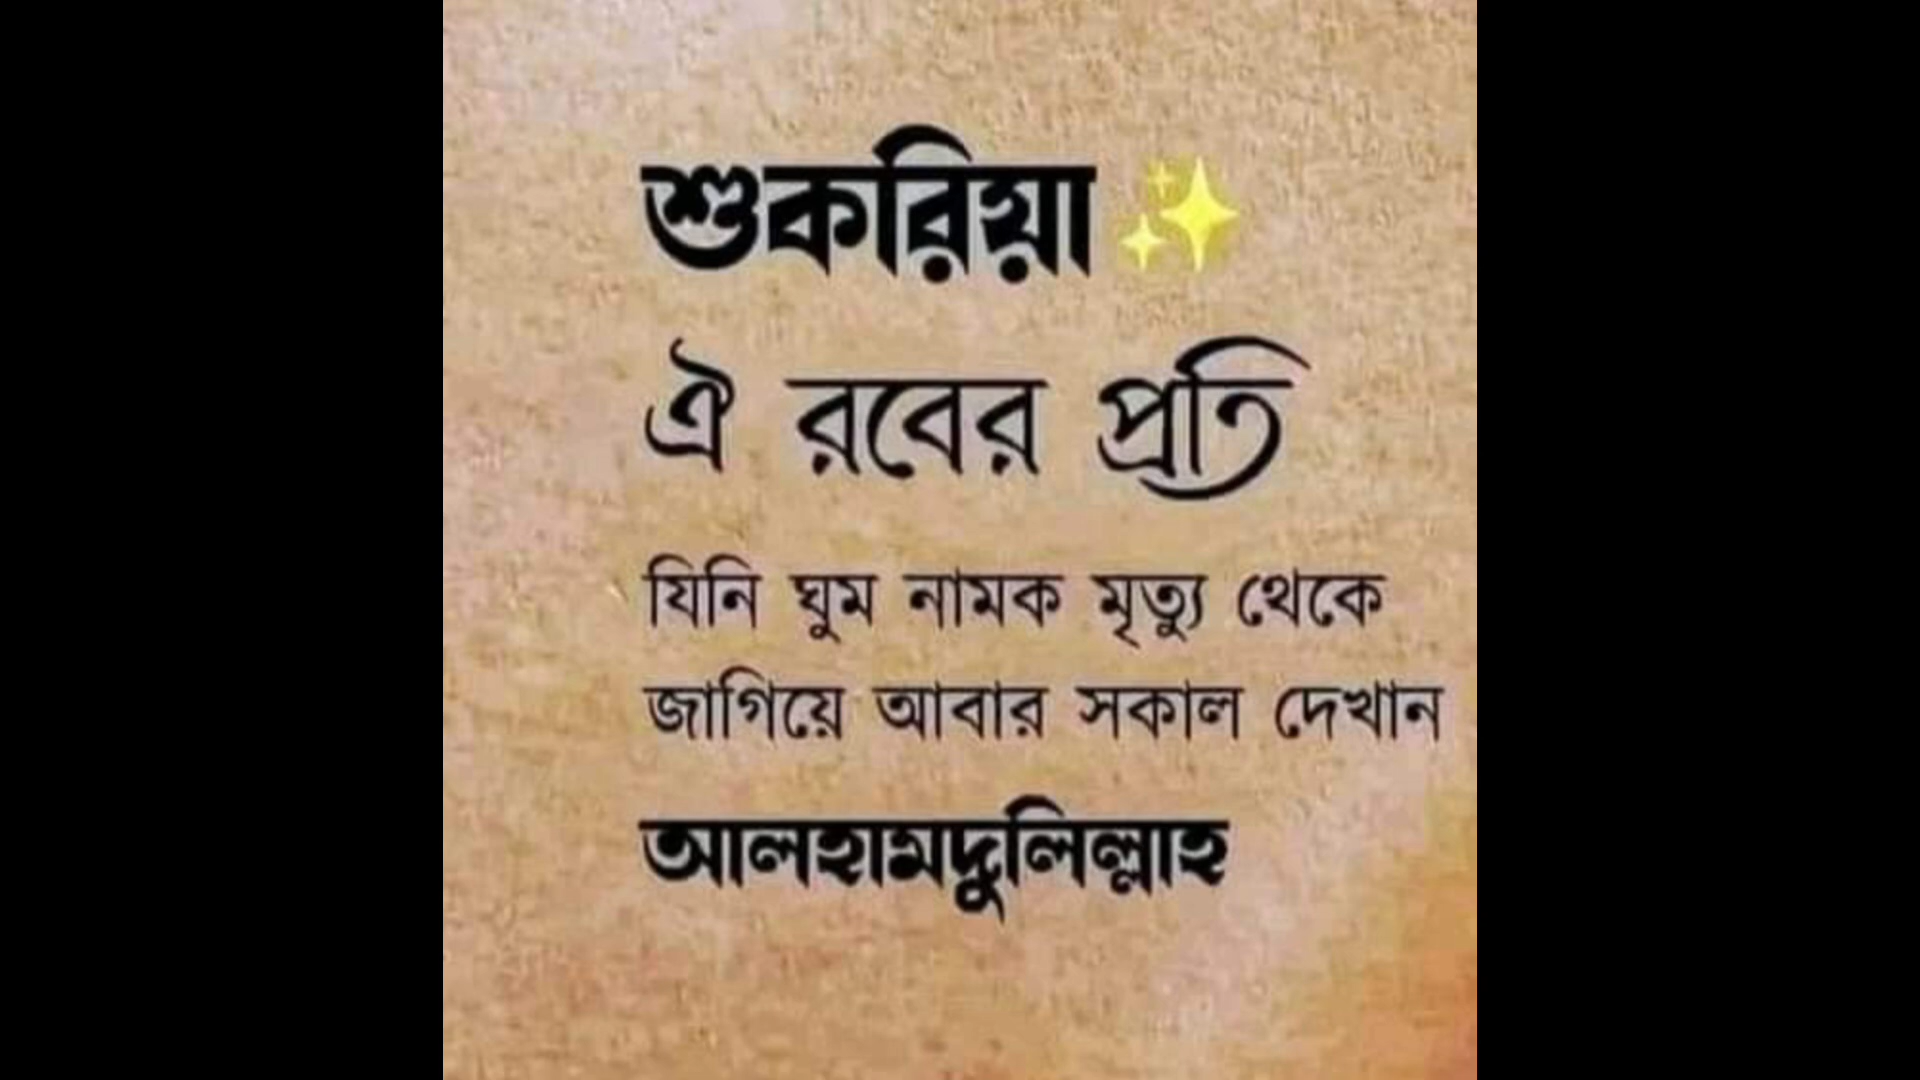 শুকরিয়া ✨
ঐ রবের প্রতি
যিনি ঘুম নামক মৃত্যু থেকে
জাগিয়ে আবার সকাল দেখান
আলহামদুলিল্লাহ